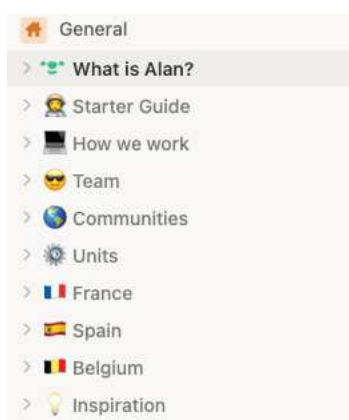 General
What is Alan?
Starter Guide
How we work
Team
Communities
Units
France
Spain
Belgium
Inspiration